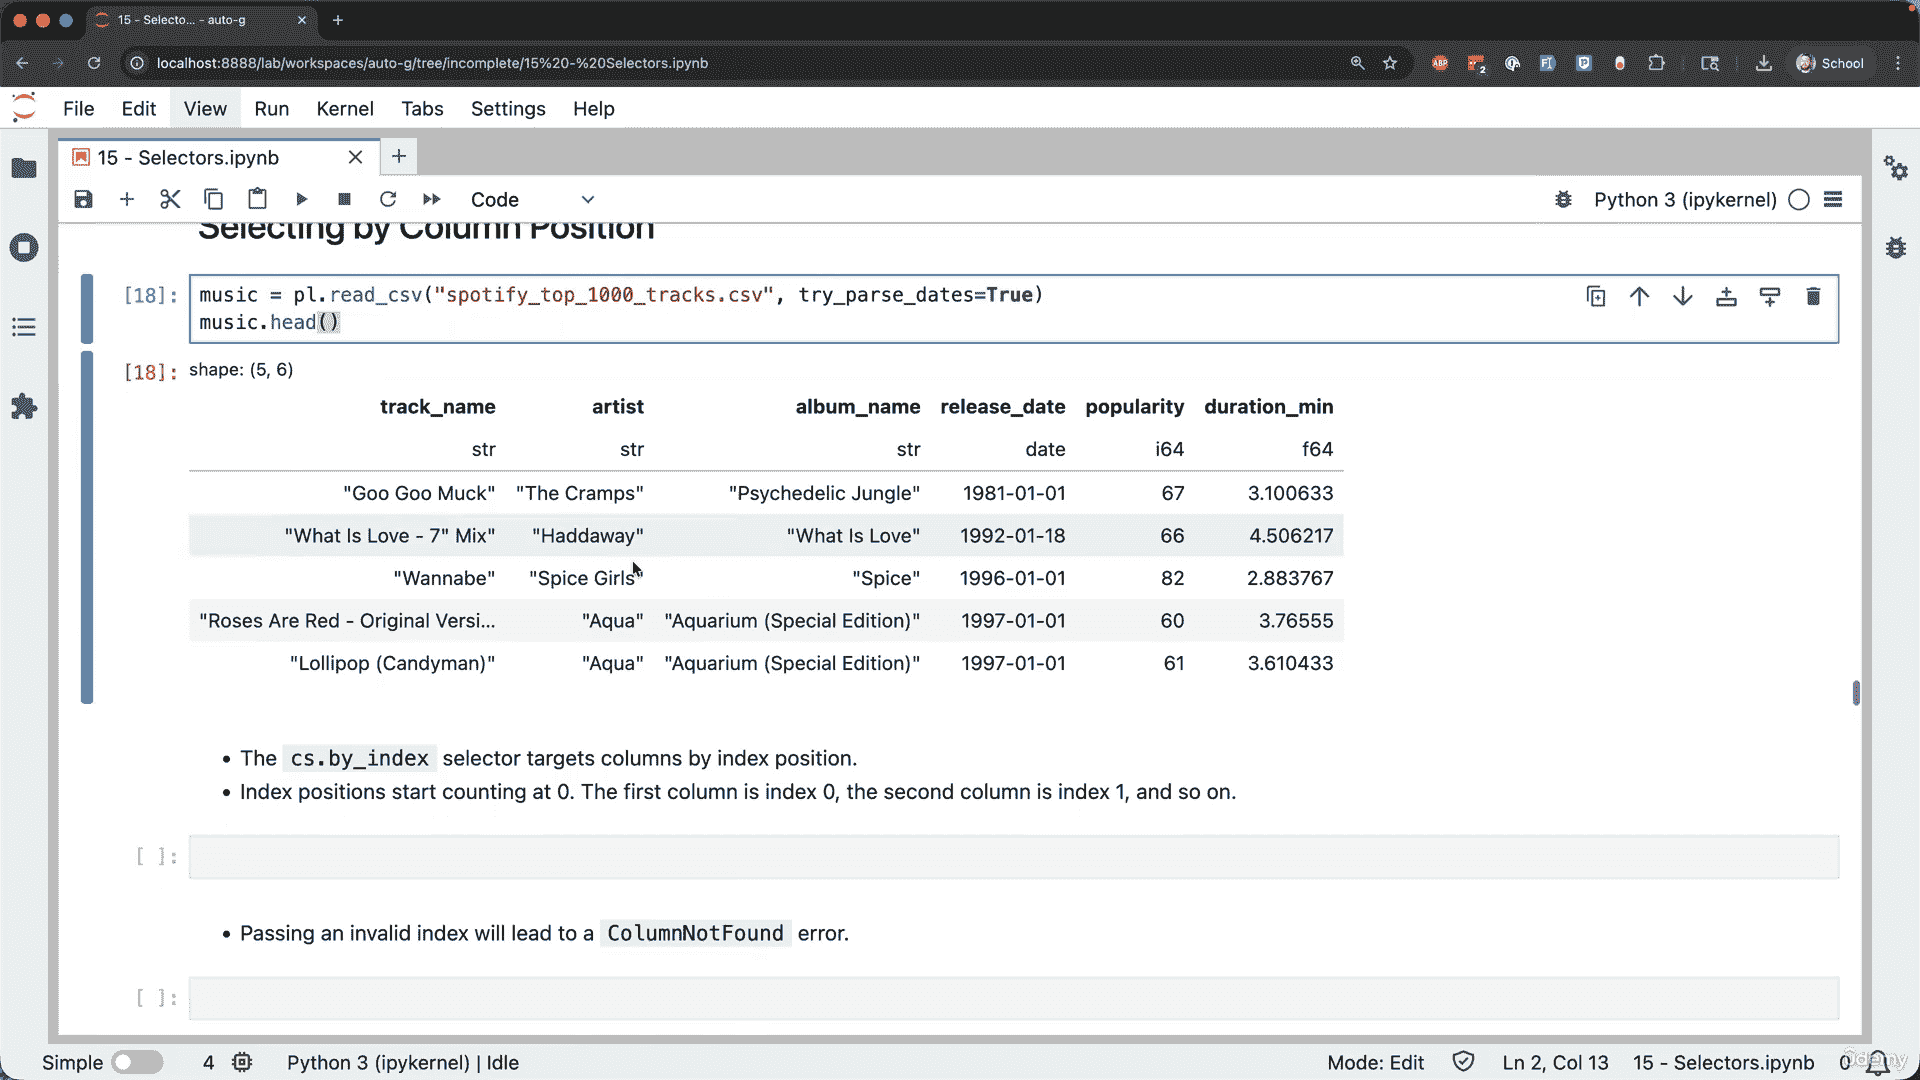 15 - Selecto... - auto-g
localhost:8888/lab/workspaces/auto-g/tree/incomplete/15%20-%20Selectors.ipynb
ABP
2
School
File Edit View Run Kernel Tabs Settings Help
15 - Selectors.ipynb
Code
Python 3 (ipykernel)
Selecting by Column Position
[18]: music = pl.read_csv("spotify_top_1000_tracks.csv", try_parse_dates=True)
music.head()
[18]: shape: (5, 6)
track_name artist album_name release_date popularity duration_min
str str str date i64 f64
"Goo Goo Muck" "The Cramps" "Psychedelic Jungle" 1981-01-01 67 3.100633
"What Is Love - 7" Mix" "Haddaway" "What Is Love" 1992-01-18 66 4.506217
"Wannabe" "Spice Girls" "Spice" 1996-01-01 82 2.883767
"Roses Are Red - Original Versi... "Aqua" "Aquarium (Special Edition)" 1997-01-01 60 3.76555
"Lollipop (Candyman)" "Aqua" "Aquarium (Special Edition)" 1997-01-01 61 3.610433
• The cs.by_index selector targets columns by index position.
• Index positions start counting at 0. The first column is index 0, the second column is index 1, and so on.
[ ]:
• Passing an invalid index will lead to a ColumnNotFound error.
[ ]:
Simple 4 Python 3 (ipykernel) | Idle Mode: Edit Ln 2, Col 13 15 - Selectors.ipynb 0
udemy